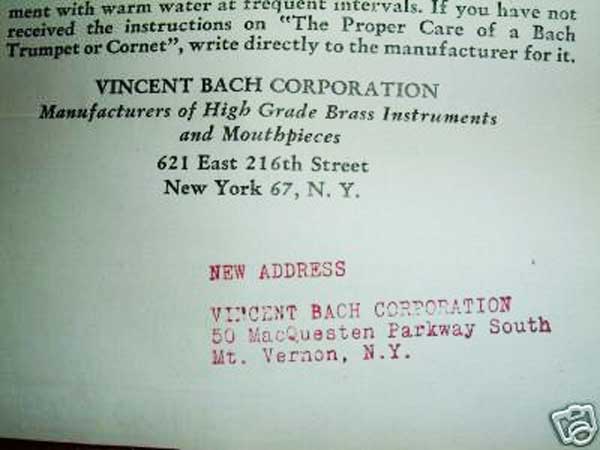 ment with warm water at frequent intervals. If you have not
received the instructions on "The Proper Care of a Bach
Trumpet or Cornet", write directly to the manufacturer for it.
VINCENT BACH CORPORATION
Manufacturers of High Grade Brass Instruments
and Mouthpieces
621 East 216th Street
New York 67, N. Y.
NEW ADDRESS
VINCENT BACH CORPORATION
50 MacQuesten Parkway South
Mt. Vernon, N.Y.